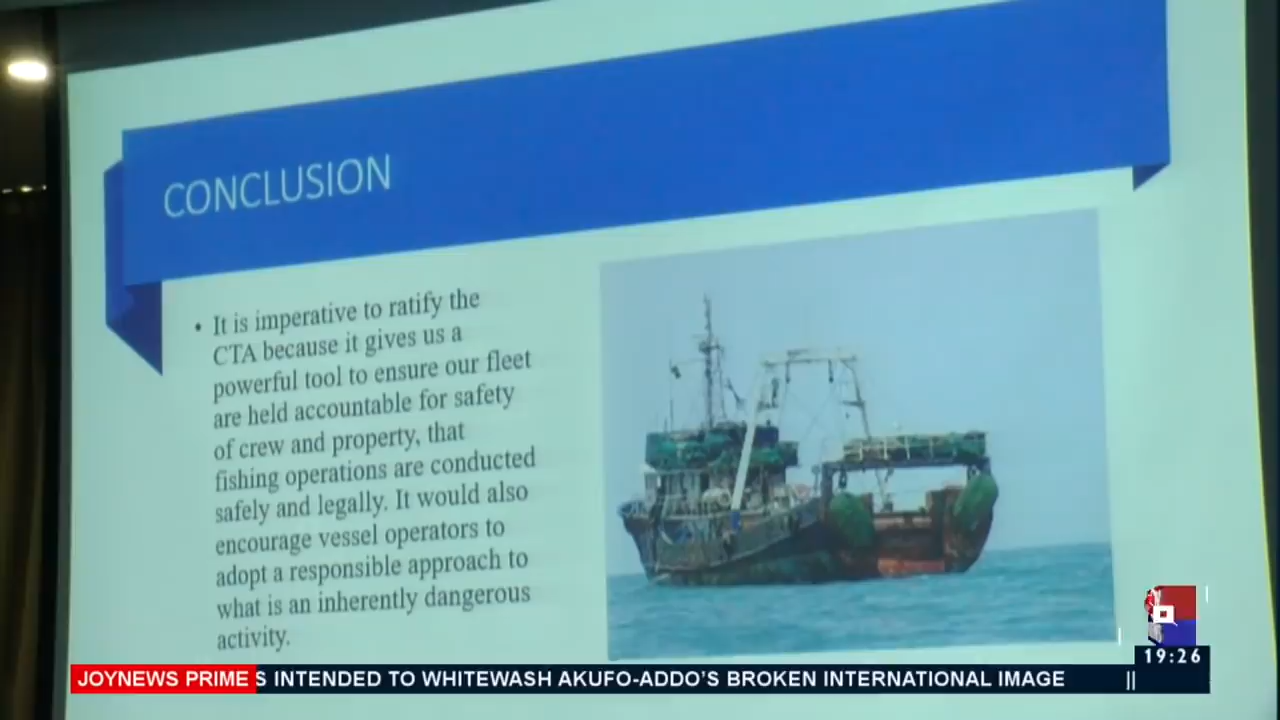 CONCLUSION
• It is imperative to ratify the
CTA because it gives us a
powerful tool to ensure our fleet
are held accountable for safety
of crew and property, that
fishing operations are conducted
safely and legally. It would also
encourage vessel operators to
adopt a responsible approach to
what is an inherently dangerous
activity.
19:26
JOYNEWS PRIME S INTENDED TO WHITEWASH AKUFO-ADDO'S BROKEN INTERNATIONAL IMAGE ||